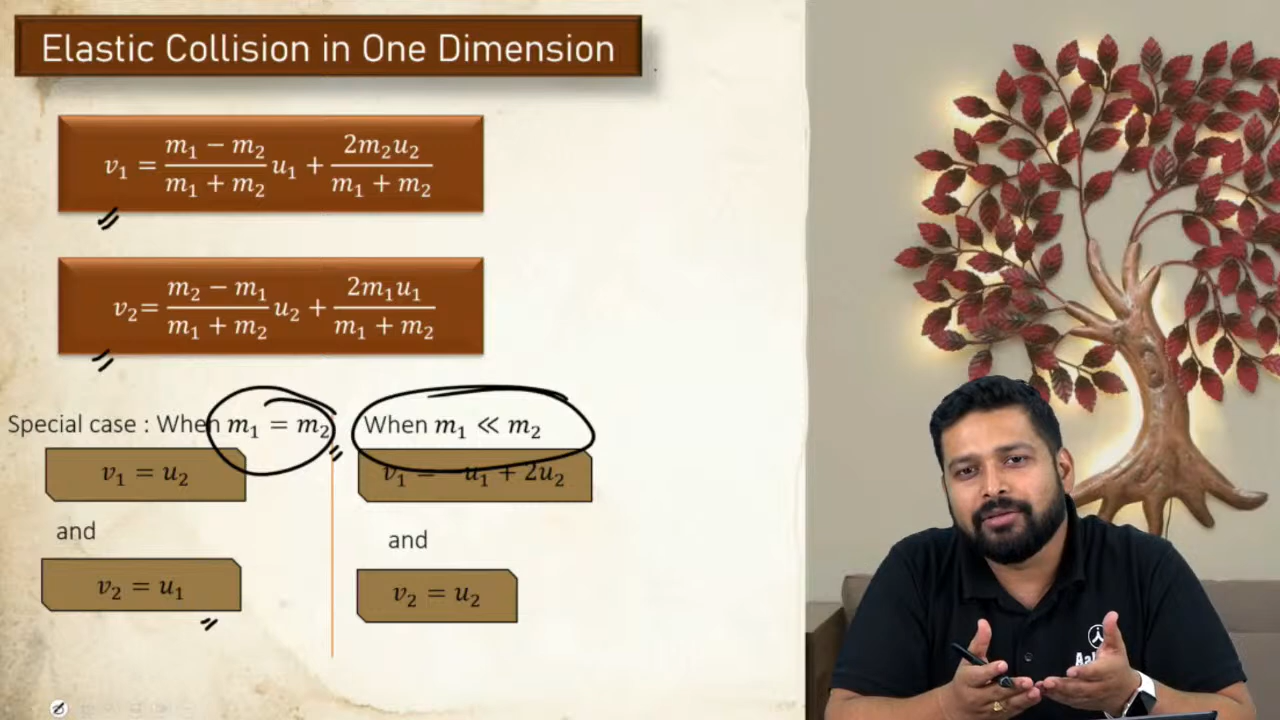 Elastic Collision in One Dimension
v₁ = (m₁ − m₂)/(m₁ + m₂) u₁ + 2m₂u₂/(m₁ + m₂)
v₂= (m₂ − m₁)/(m₁ + m₂) u₂ + 2m₁u₁/(m₁ + m₂)
Special case : When m₁ = m₂
v₁ = u₂
and
v₂ = u₁
When m₁ ≪ m₂
v₁ = −u₁ + 2u₂
and
v₂ = u₂